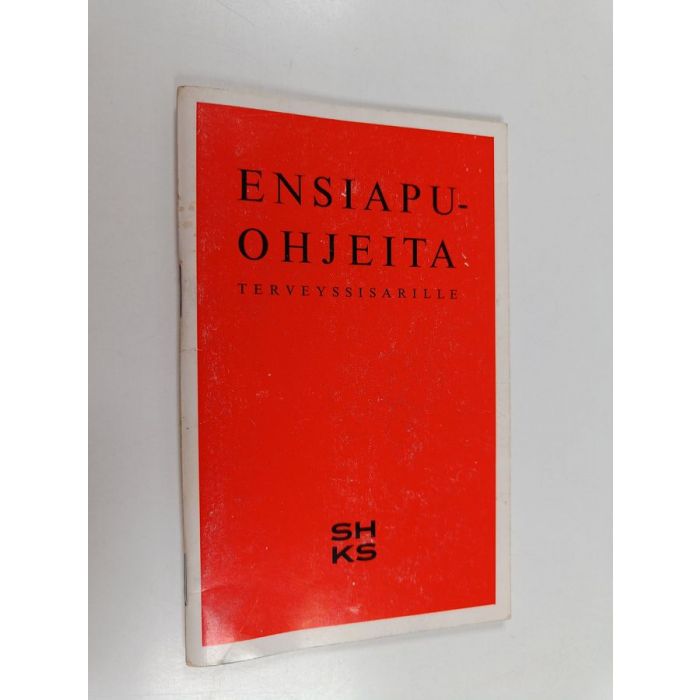 ENSIAPU-
OHJEITA
TERVEYSSISARILLE
SH
KS